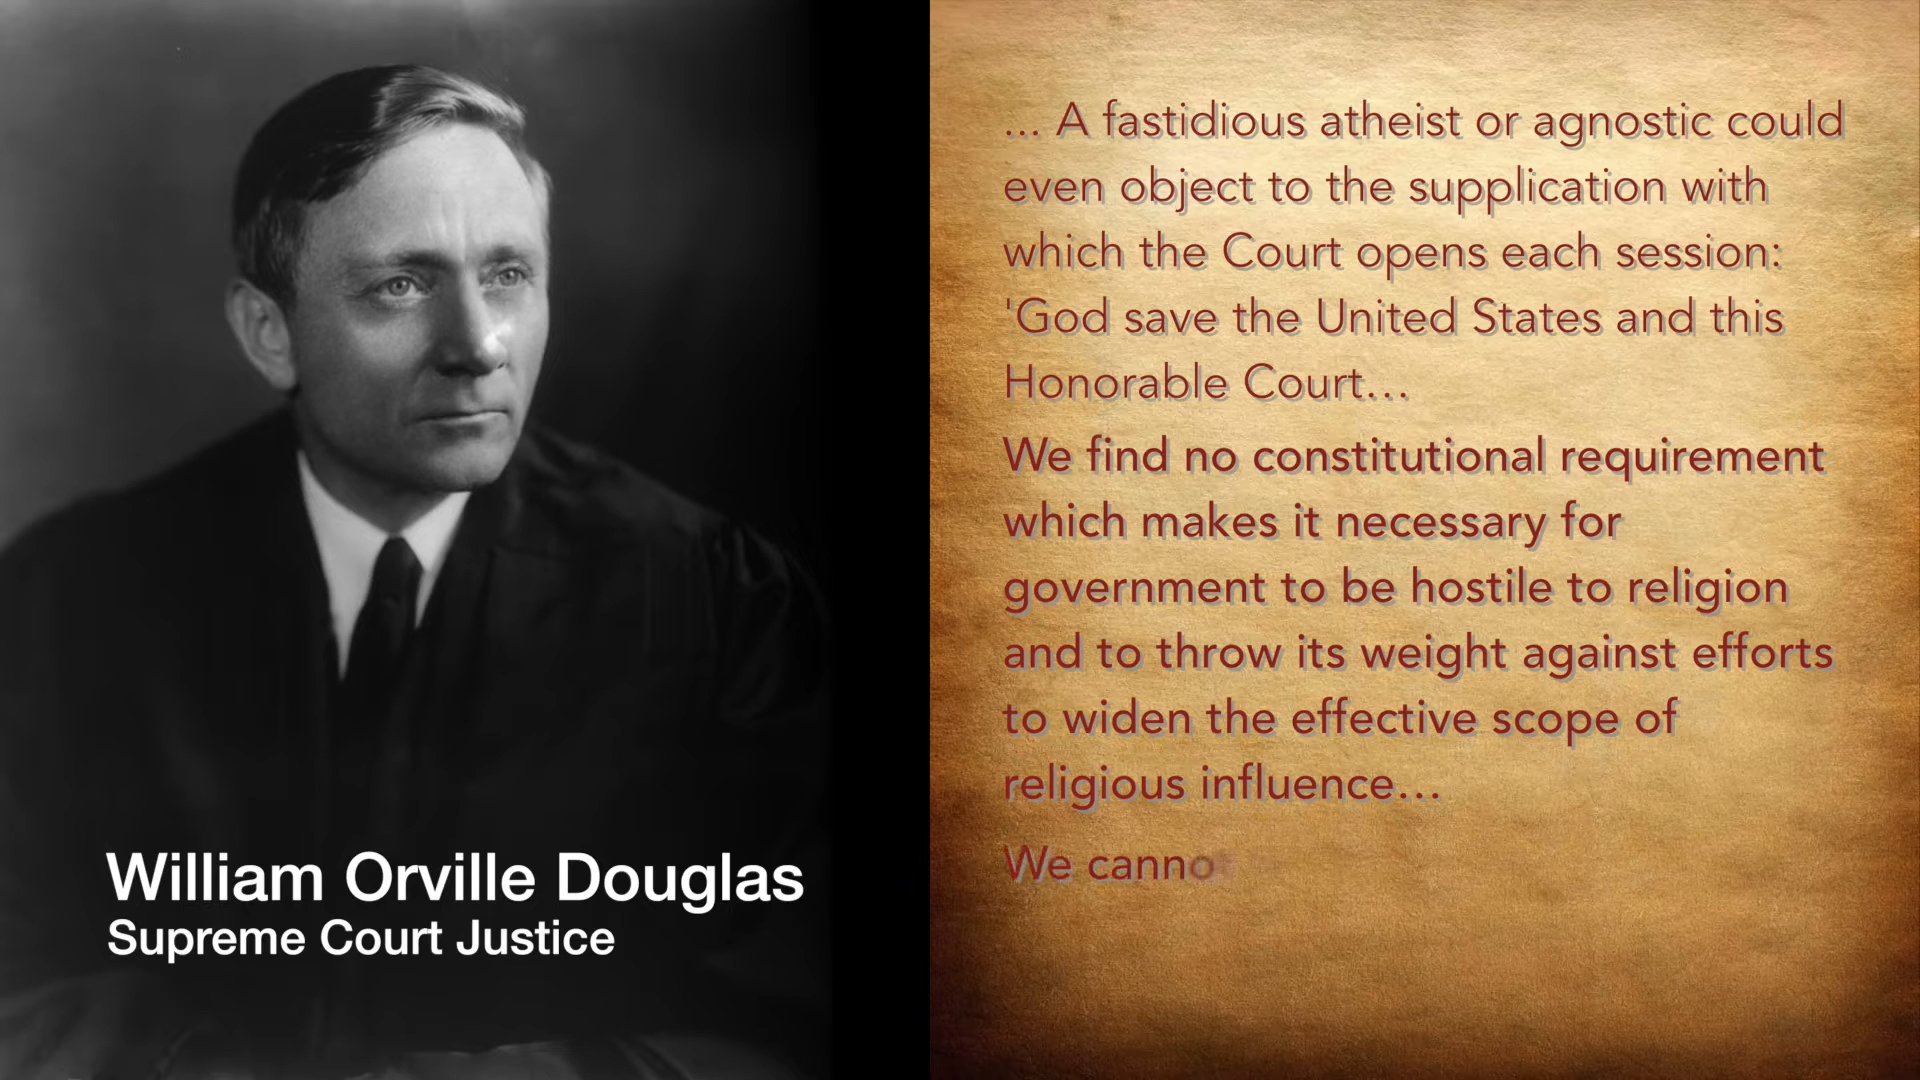 William Orville Douglas
Supreme Court Justice
... A fastidious atheist or agnostic could
even object to the supplication with
which the Court opens each session:
'God save the United States and this
Honorable Court...
We find no constitutional requirement
which makes it necessary for
government to be hostile to religion
and to throw its weight against efforts
to widen the effective scope of
religious influence...
We canno